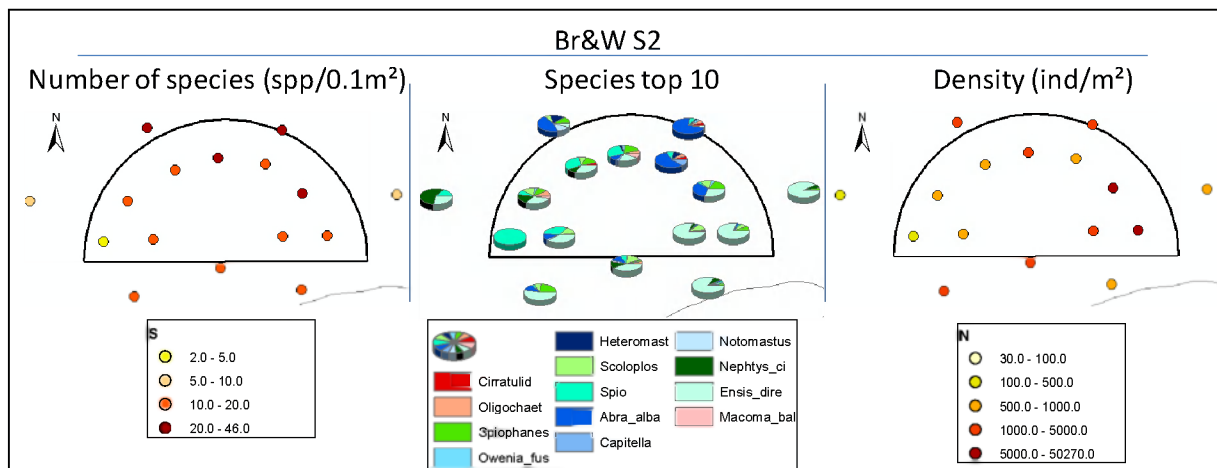 Br&W S2
Number of species (spp/0.1m²)
Species top 10
Density (ind/m²)
N
N
N
S
2.0 - 5.0
5.0 - 10.0
10.0 - 20.0
20.0 - 46.0
Cirratulid
Oligochaet
Spiophanes
Owenia_fus
Heteromast
Scoloplos
Spio
Abra_alba
Capitella
Notomastus
Nephtys_ci
Ensis_dire
Macoma_bal
N
30.0 - 100.0
100.0 - 500.0
500.0 - 1000.0
1000.0 - 5000.0
5000.0 - 50270.0